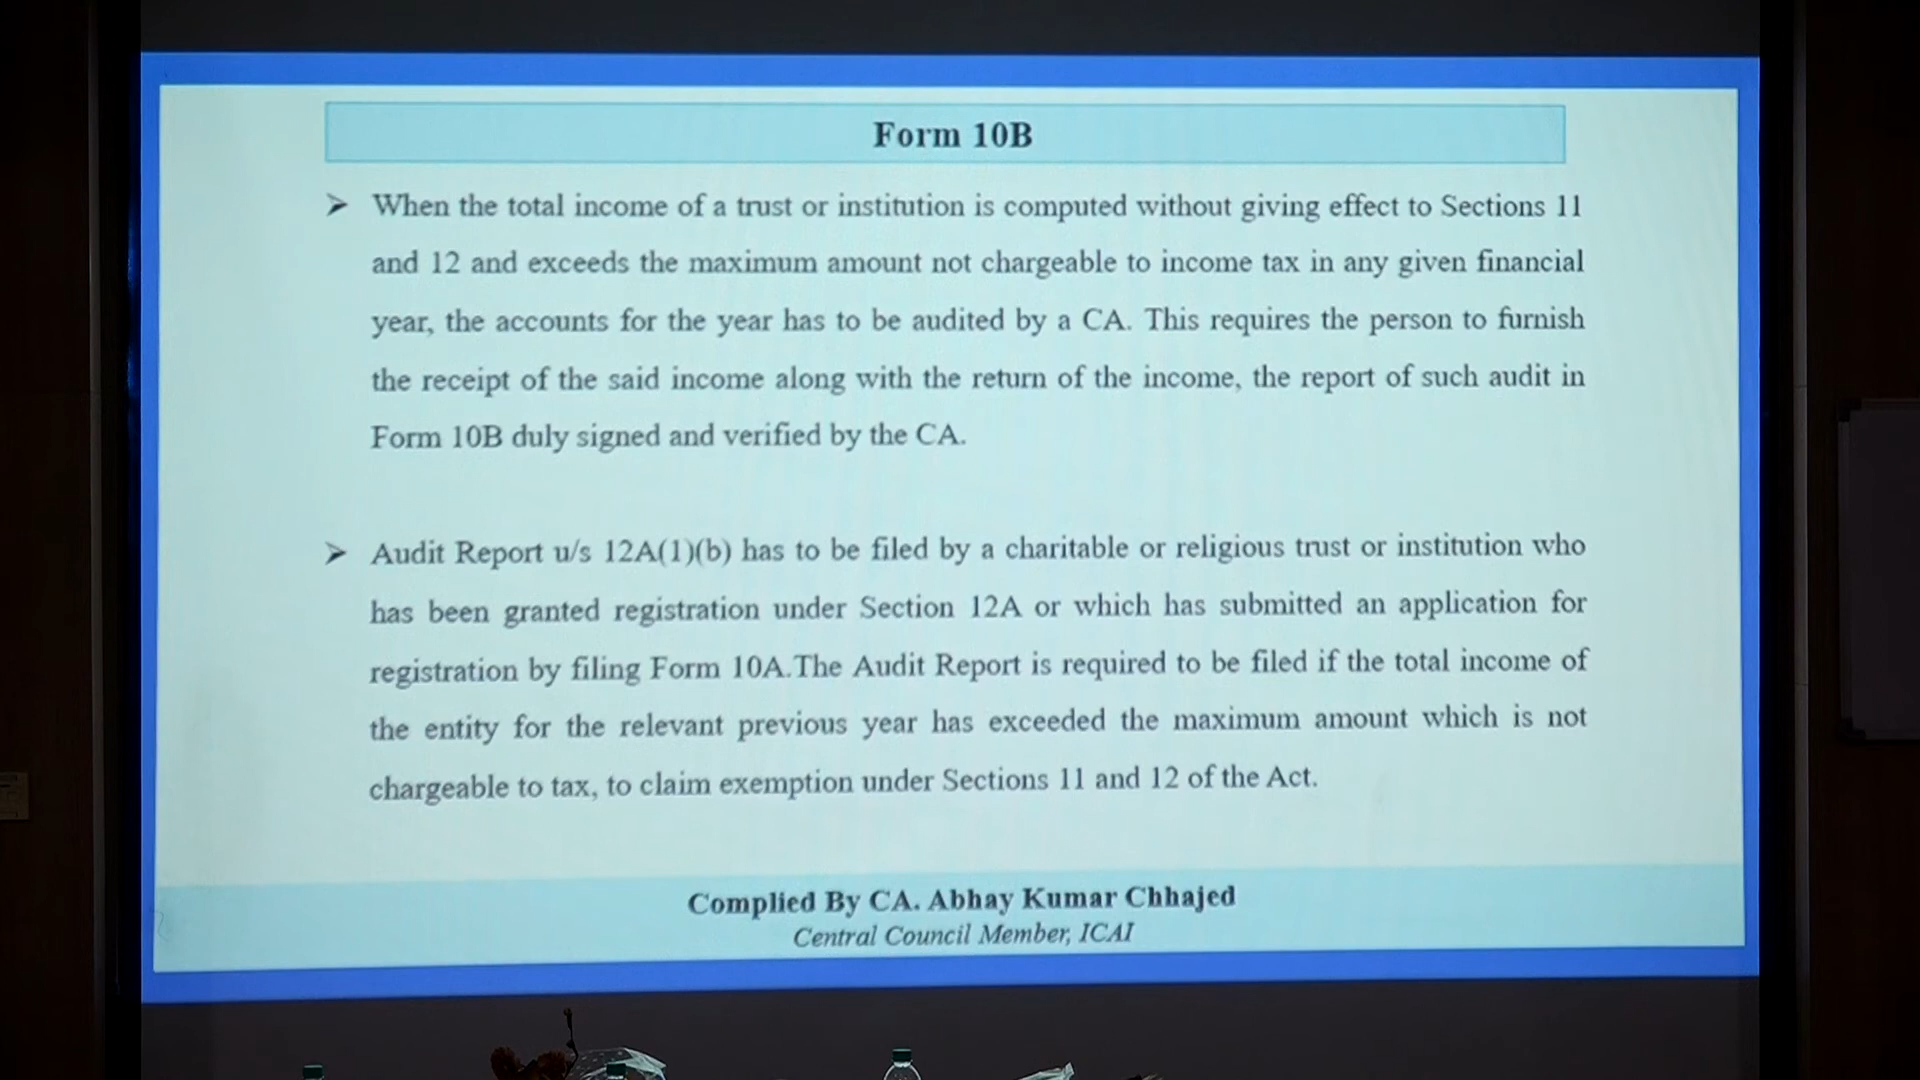 Form 10B
➢ When the total income of a trust or institution is computed without giving effect to Sections 11
and 12 and exceeds the maximum amount not chargeable to income tax in any given financial
year, the accounts for the year has to be audited by a CA. This requires the person to furnish
the receipt of the said income along with the return of the income, the report of such audit in
Form 10B duly signed and verified by the CA.
➢ Audit Report u/s 12A(1)(b) has to be filed by a charitable or religious trust or institution who
has been granted registration under Section 12A or which has submitted an application for
registration by filing Form 10A.The Audit Report is required to be filed if the total income of
the entity for the relevant previous year has exceeded the maximum amount which is not
chargeable to tax, to claim exemption under Sections 11 and 12 of the Act.
Complied By CA. Abhay Kumar Chhajed
Central Council Member, ICAI